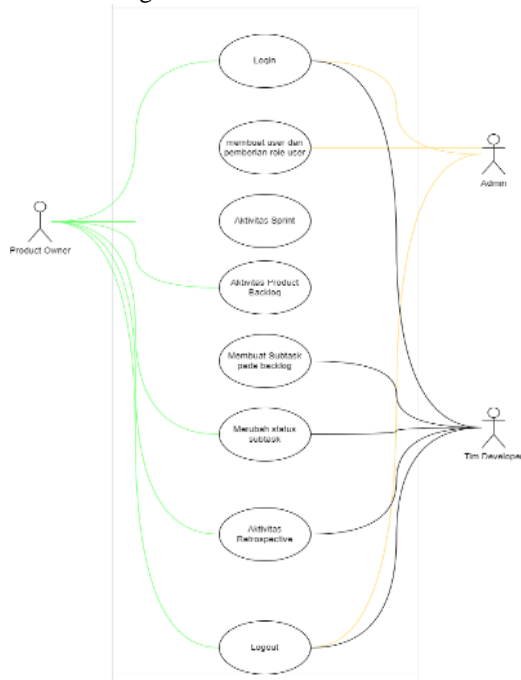 Login
membuat user dan
pemberian role user
Admin
Aktivitas Sprint
Product Owner
Aktivitas Product
Backlog
Membuat Subtask
pada backlog
Merubah status
subtask
Tim Developer
Aktivitas
Retrospective
Logout